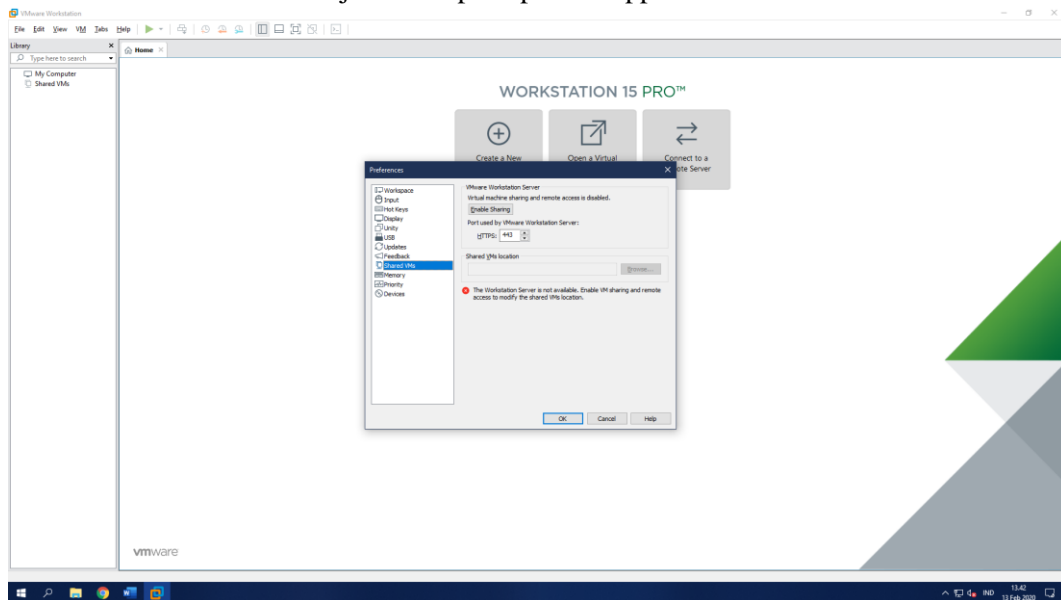 VMware Workstation
File Edit View VM Tabs Help
Library
Type here to search
My Computer
Shared VMs
Home
WORKSTATION 15 PRO™
Create a New
Open a Virtual
Connect to a
ote Server
Preferences
Workspace
Input
Hot Keys
Display
Unity
USB
Updates
Feedback
Shared VMs
Memory
Priority
Devices
VMware Workstation Server
Virtual machine sharing and remote access is disabled.
Enable Sharing
Port used by VMware Workstation Server:
HTTPS: 443
Shared VMs location
Browse...
The Workstation Server is not available. Enable VM sharing and remote
access to modify the shared VMs location.
OK Cancel Help
vmware
IND
13.42
13 Feb 2020